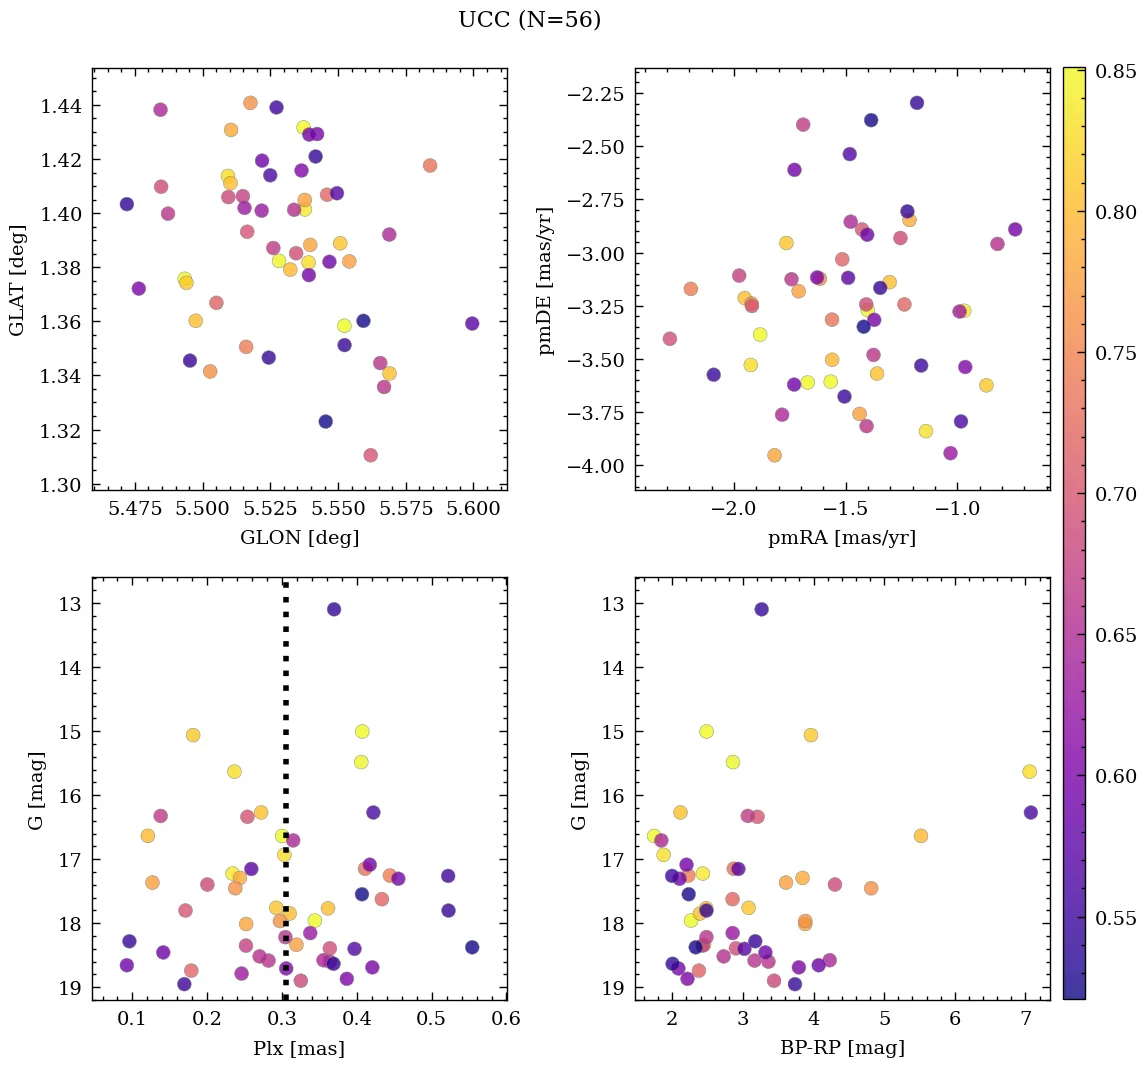 UCC (N=56)
1.44
1.42
1.40
1.38
1.36
1.34
1.32
1.30
GLAT [deg]
5.475 5.500 5.525 5.550 5.575 5.600
GLON [deg]
−2.25
−2.50
−2.75
−3.00
−3.25
−3.50
−3.75
−4.00
pmDE [mas/yr]
−2.0 −1.5 −1.0
pmRA [mas/yr]
0.85
0.80
0.75
0.70
0.65
0.60
0.55
13
14
15
16
17
18
19
G [mag]
0.1 0.2 0.3 0.4 0.5 0.6
Plx [mas]
13
14
15
16
17
18
19
G [mag]
2 3 4 5 6 7
BP-RP [mag]